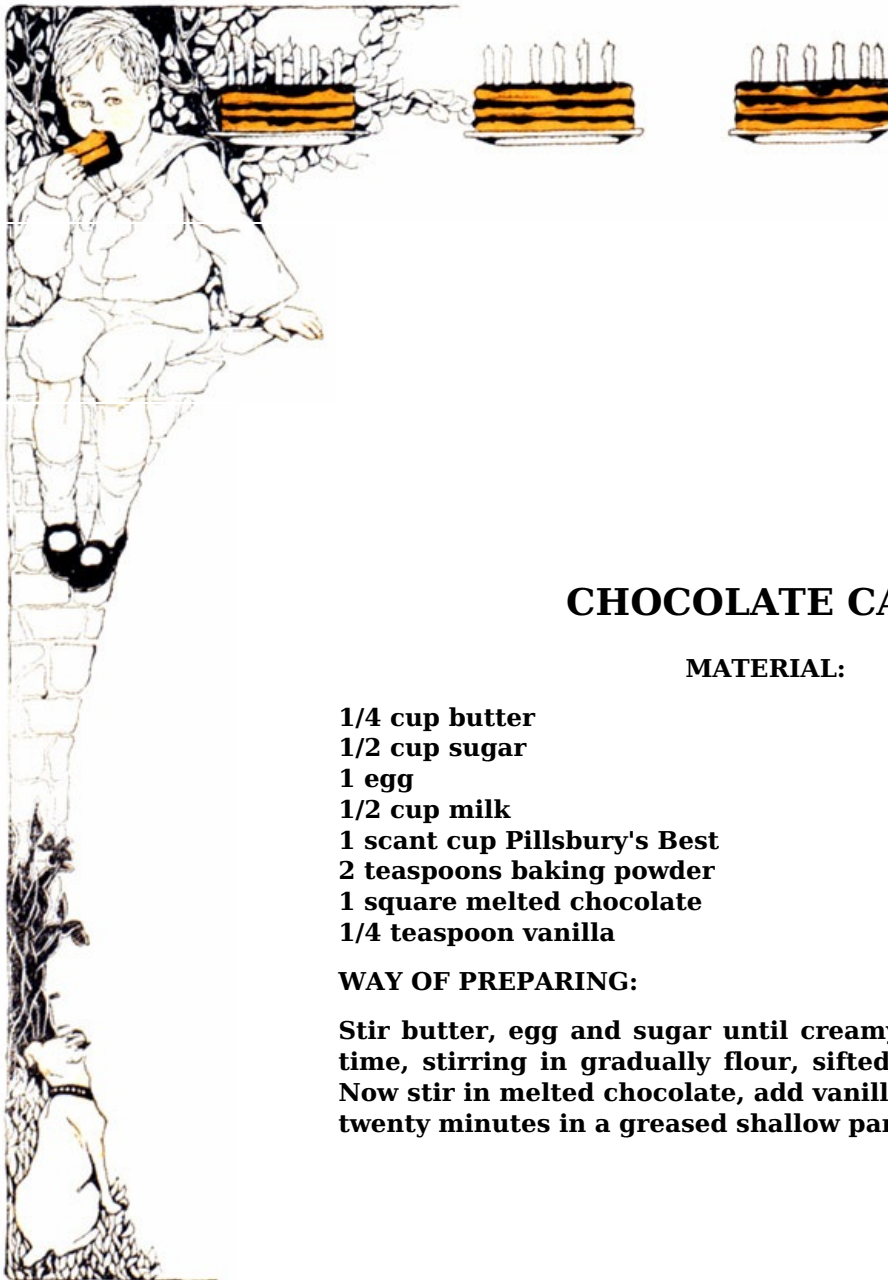 CHOCOLATE CA
MATERIAL:
1/4 cup butter
1/2 cup sugar
1 egg
1/2 cup milk
1 scant cup Pillsbury's Best
2 teaspoons baking powder
1 square melted chocolate
1/4 teaspoon vanilla
WAY OF PREPARING:
Stir butter, egg and sugar until creamy
time, stirring in gradually flour, sifted
Now stir in melted chocolate, add vanill
twenty minutes in a greased shallow pan